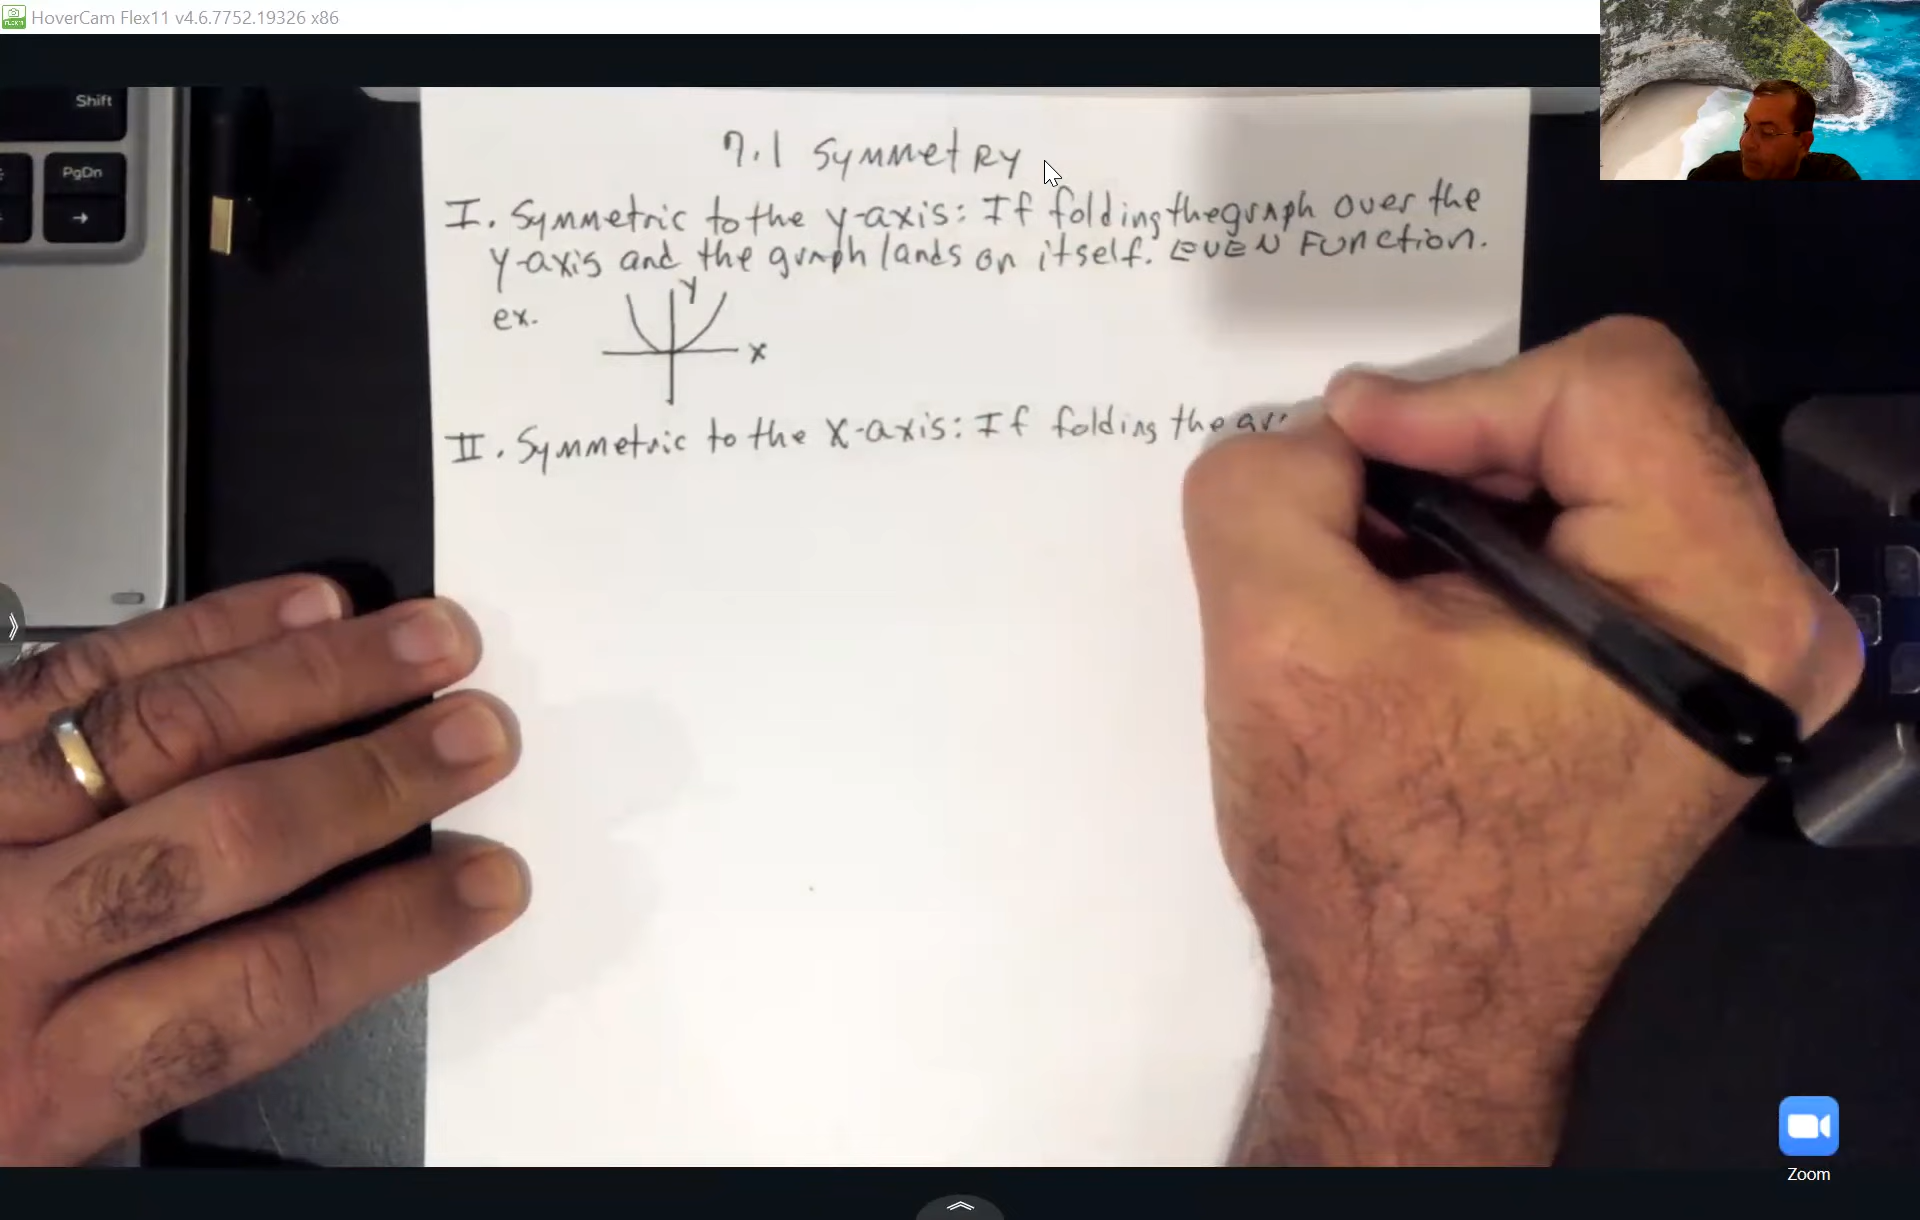 HoverCam Flex11 v4.6.7752.19326 x86
Shift
PgDn
7.1 Symmetry
I. Symmetric to the y-axis: If folding the graph over the
y-axis and the graph lands on itself. EVEN Function.
ex.
y
x
II. Symmetric to the x-axis: If folding the
Zoom